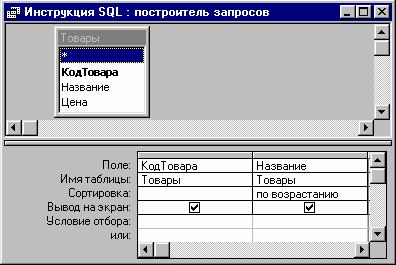 Инструкция SQL : построитель запросов
Товары
*
КодТовара
Название
Цена
Поле: КодТовара Название
Имя таблицы: Товары Товары
Сортировка: по возрастанию
Вывод на экран:
Условие отбора:
или: